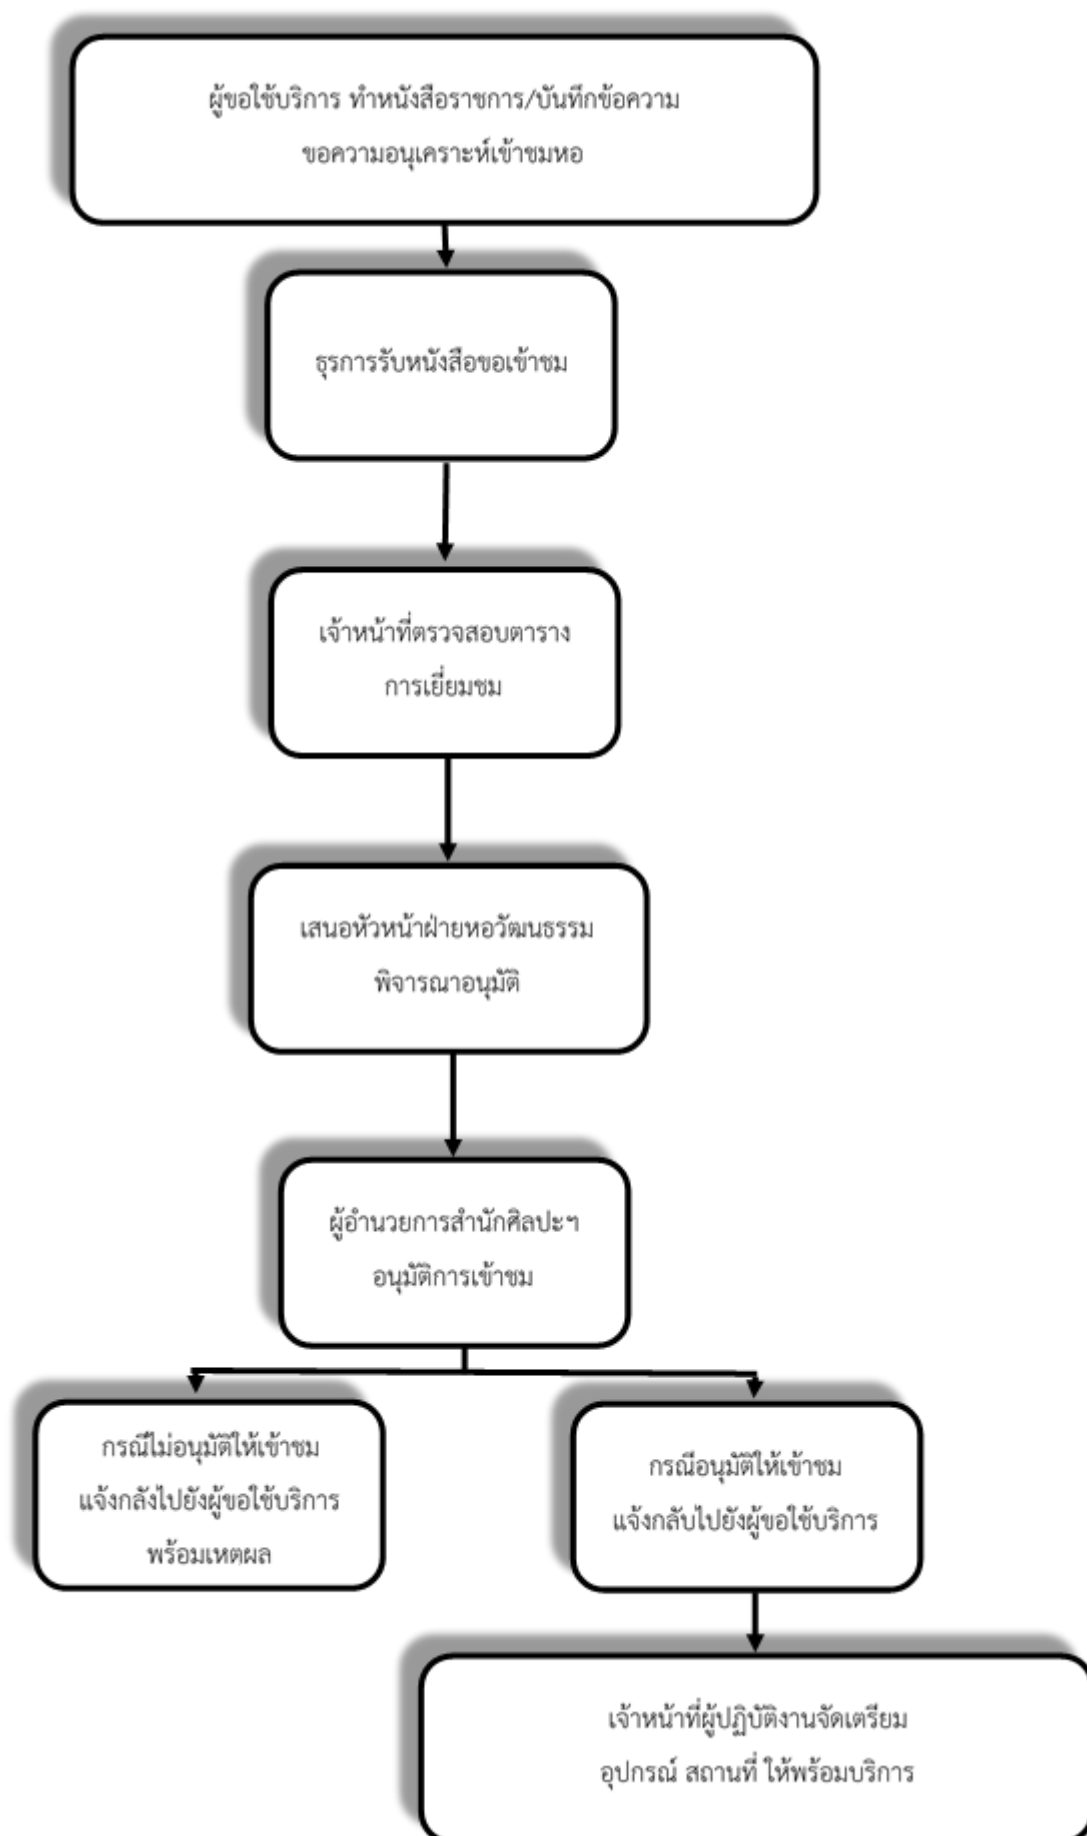 ผู้ขอใช้บริการ ทำหนังสือราชการ/บันทึกข้อความ
ขอความอนุเคราะห์เข้าชมหอ
ธุรการรับหนังสือขอเข้าชม
เจ้าหน้าที่ตรวจสอบตาราง
การเยี่ยมชม
เสนอหัวหน้าฝ่ายหอวัฒนธรรม
พิจารณาอนุมัติ
ผู้อำนวยการสำนักศิลปะฯ
อนุมัติการเข้าชม
กรณีไม่อนุมัติให้เข้าชม
แจ้งกลังไปยังผู้ขอใช้บริการ
พร้อมเหตผล
กรณีอนุมัติให้เข้าชม
แจ้งกลับไปยังผู้ขอใช้บริการ
เจ้าหน้าที่ผู้ปฏิบัติงานจัดเตรียม
อุปกรณ์ สถานที่ ให้พร้อมบริการ